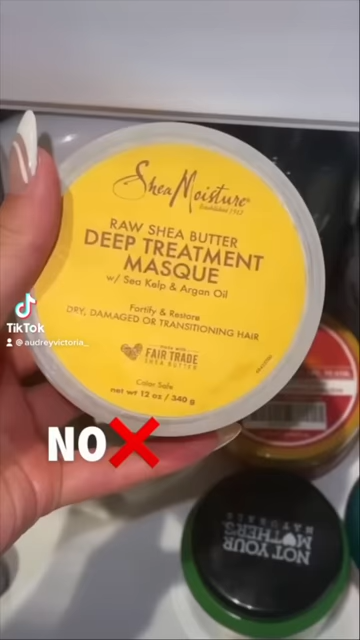 SheaMoisture
Established 1912
RAW SHEA BUTTER
DEEP TREATMENT
MASQUE
w/ Sea Kelp & Argan Oil
Fortify & Restore
DRY, DAMAGED OR TRANSITIONING HAIR
made with
FAIR TRADE
SHEA BUTTER
Color Safe
net wt 12 oz / 340 g
TikTok
@audreyvictoria_
NO❌
NOT YOUR
MOTHER'S
NATURALS